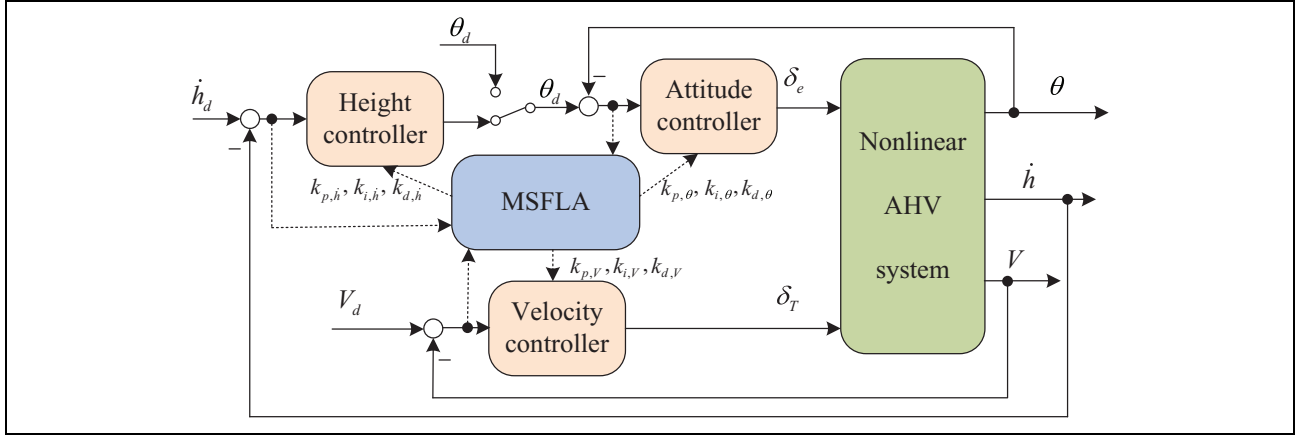 θ_d
ḣ_d
Height
controller
θ_d
−
Attitude
controller
δ_e
θ
−
Nonlinear
AHV
system
ḣ
k_{p,ḣ}, k_{i,ḣ}, k_{d,ḣ}
MSFLA
k_{p,θ}, k_{i,θ}, k_{d,θ}
V
k_{p,V}, k_{i,V}, k_{d,V}
V_d
Velocity
controller
δ_T
−